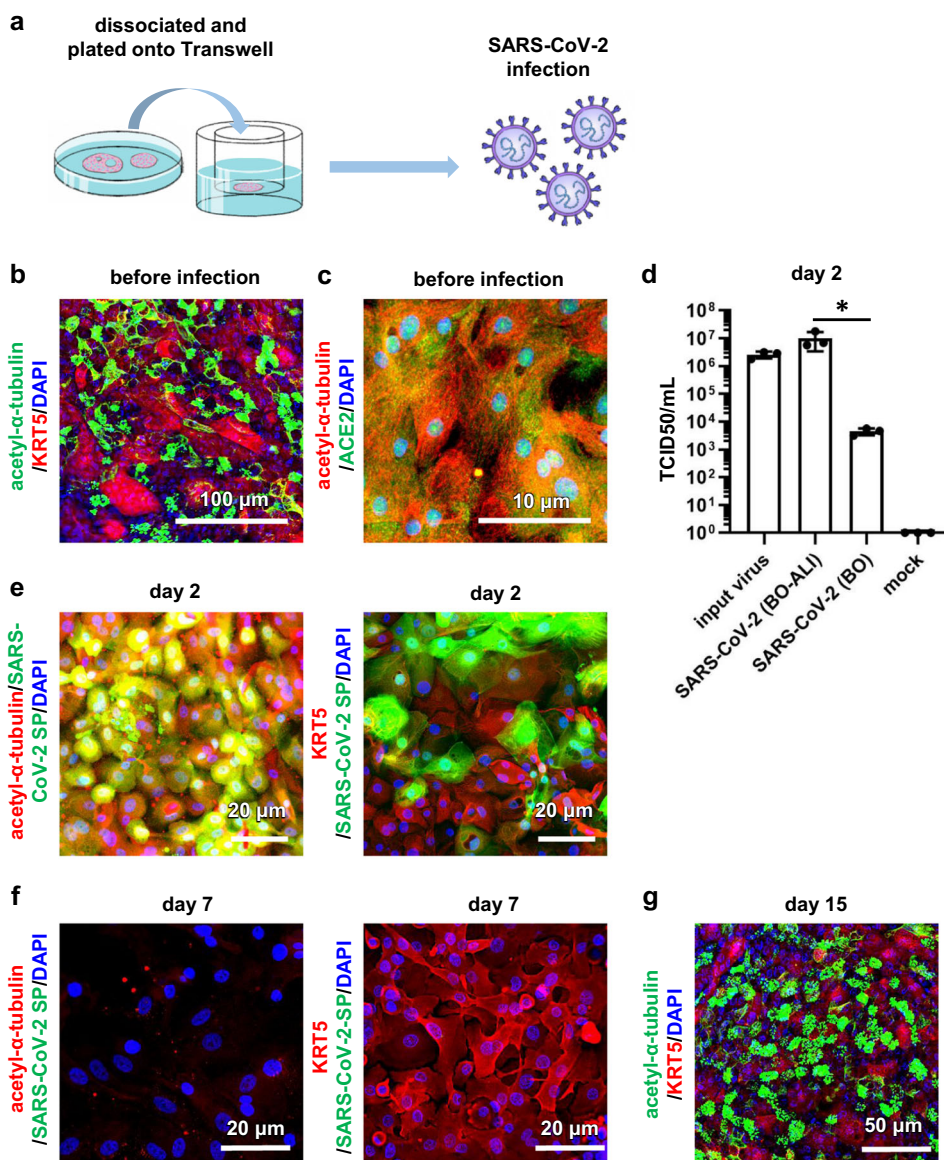 a
dissociated and
plated onto Transwell
SARS-CoV-2
infection
b
before infection
acetyl-α-tubulin
/KRT5/DAPI
100 µm
c
before infection
acetyl-α-tubulin
/ACE2/DAPI
10 µm
d
day 2
*
TCID50/mL
10⁸
10⁷
10⁶
10⁵
10⁴
10³
10²
10¹
10⁰
input virus
SARS-CoV-2 (BO-ALI)
SARS-CoV-2 (BO)
mock
e
day 2
acetyl-α-tubulin/SARS-
CoV-2 SP/DAPI
20 µm
day 2
KRT5
/SARS-CoV-2 SP/DAPI
20 µm
f
day 7
acetyl-α-tubulin
/SARS-CoV-2 SP/DAPI
20 µm
day 7
KRT5
/SARS-CoV-2-SP/DAPI
20 µm
g
day 15
acetyl-α-tubulin
/KRT5/DAPI
50 µm